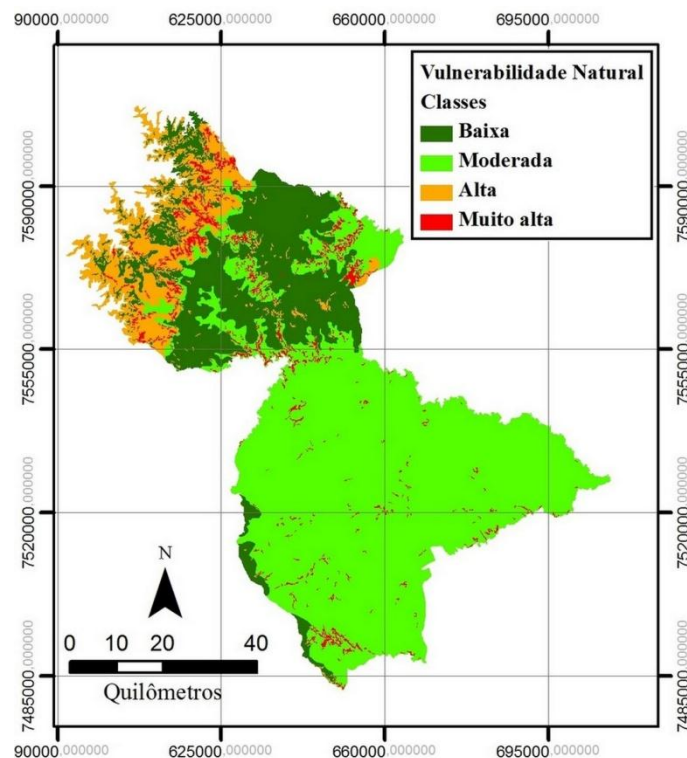 90000,000000 625000,000000 660000,000000 695000,000000
Vulnerabilidade Natural
Classes
Baixa
Moderada
Alta
Muito alta
7590000,000000
7590000,000000
7555000,000000
7555000,000000
7520000,000000
7520000,000000
7485000,000000
7485000,000000
N
0 10 20 40
Quilômetros
90000,000000 625000,000000 660000,000000 695000,000000